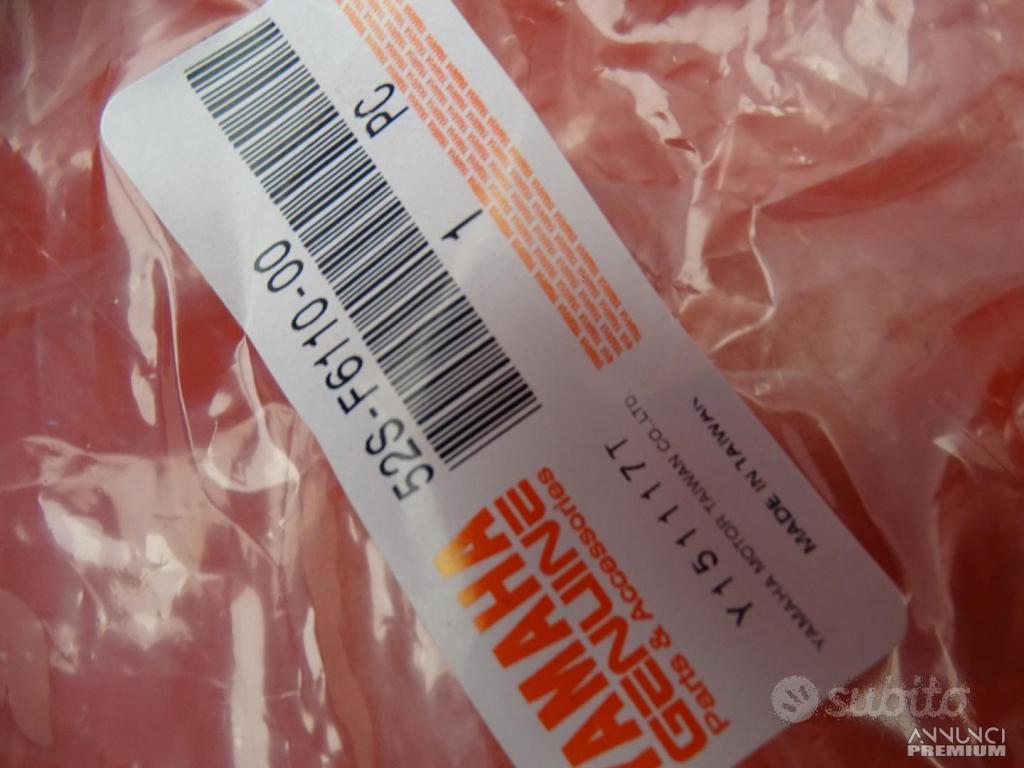 YAMAHA
GENUINE
Parts & Accessories
52S-F6110-00
1 PC
Y151117T
YAMAHA MOTOR TAIWAN CO.,LTD.
MADE IN TAIWAN
subito
ANNUNCI
PREMIUM